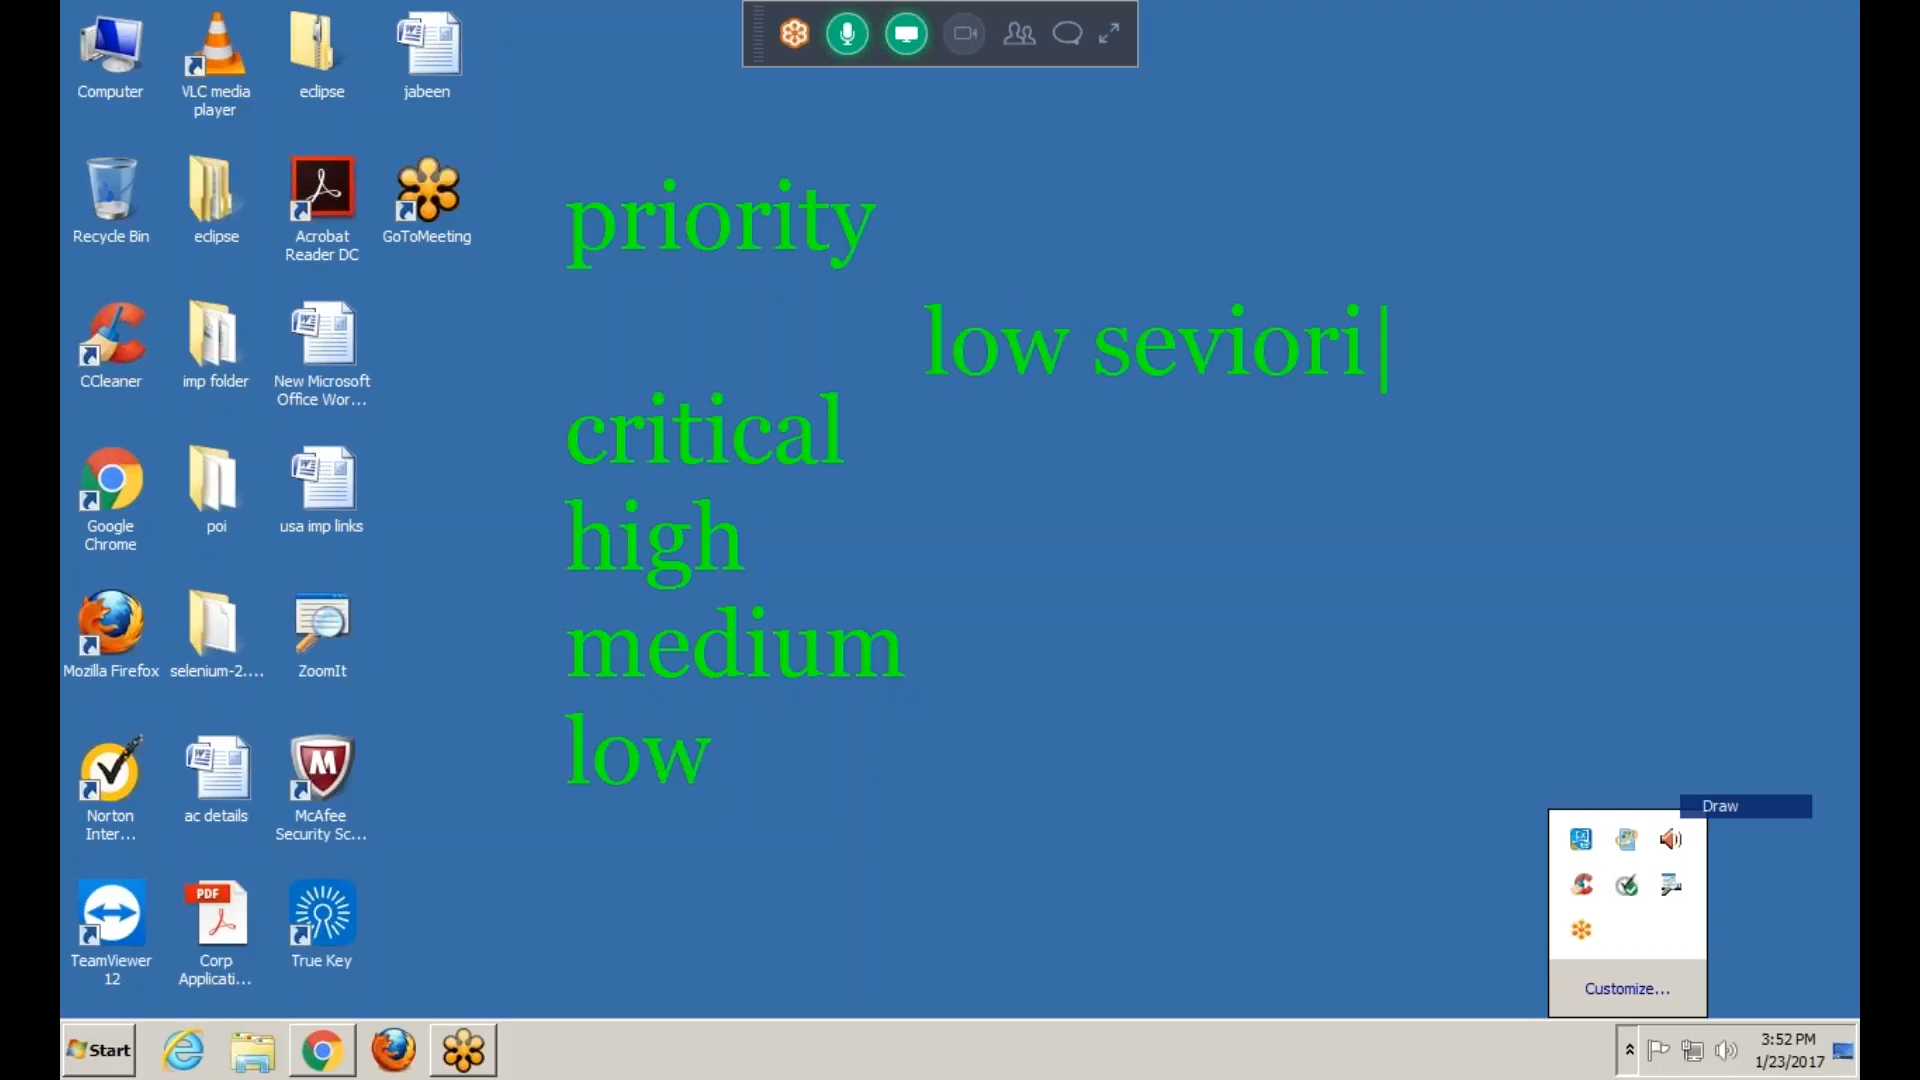 Computer
VLC media
player
eclipse
jabeen
Recycle Bin
eclipse
Acrobat
Reader DC
GoToMeeting
CCleaner
imp folder
New Microsoft
Office Wor...
Google
Chrome
poi
usa imp links
Mozilla Firefox
selenium-2....
ZoomIt
Norton
Inter...
ac details
McAfee
Security Sc...
TeamViewer
12
PDF
Corp
Applicati...
True Key
priority
low seviori
critical
high
medium
low
Draw
Customize...
Start
3:52 PM
1/23/2017